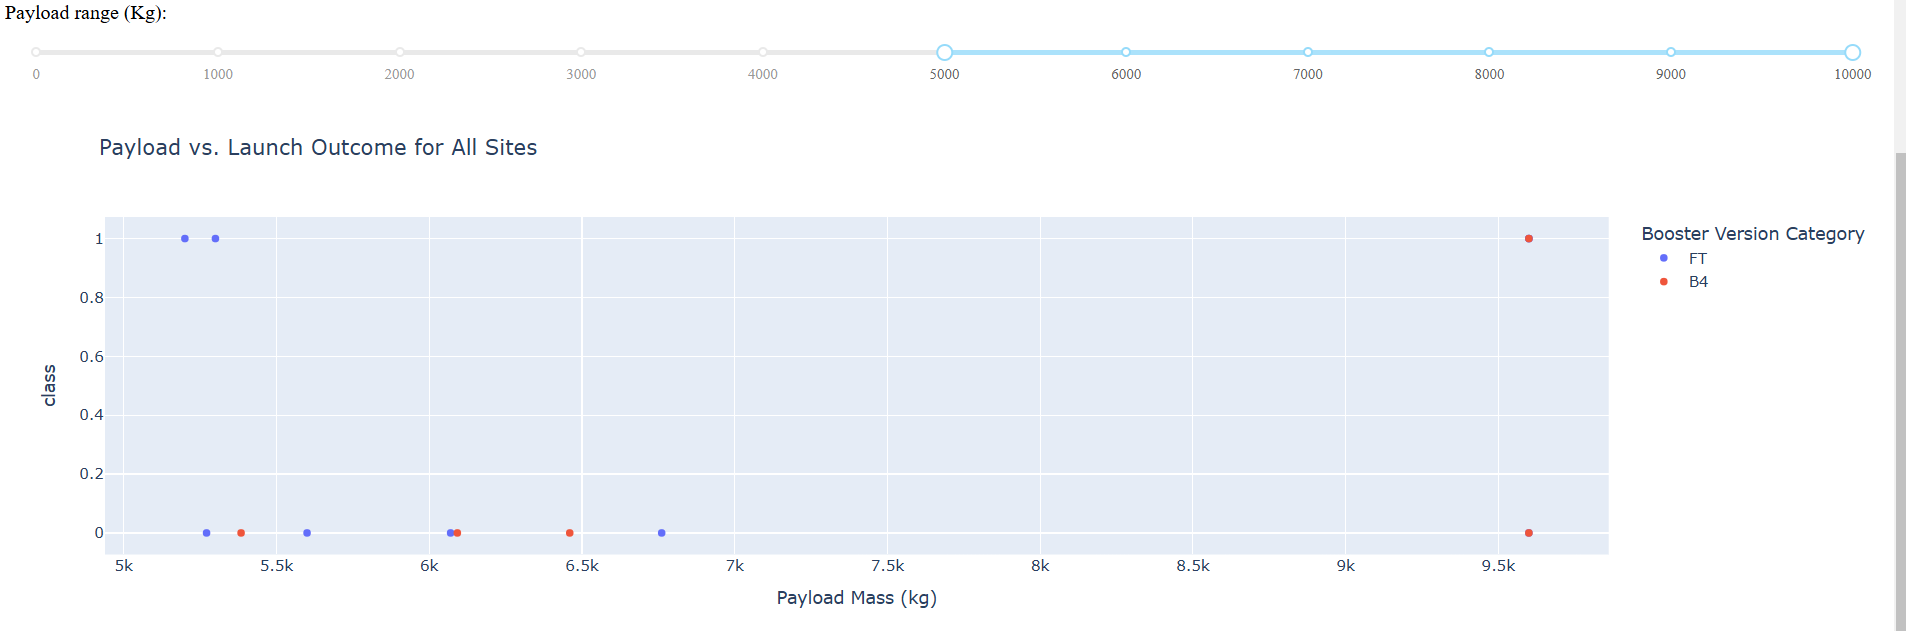 Payload range (Kg):
0 1000 2000 3000 4000 5000 6000 7000 8000 9000 10000
Payload vs. Launch Outcome for All Sites
Booster Version Category
FT
B4
1
0.8
0.6
0.4
0.2
0
class
5k 5.5k 6k 6.5k 7k 7.5k 8k 8.5k 9k 9.5k
Payload Mass (kg)